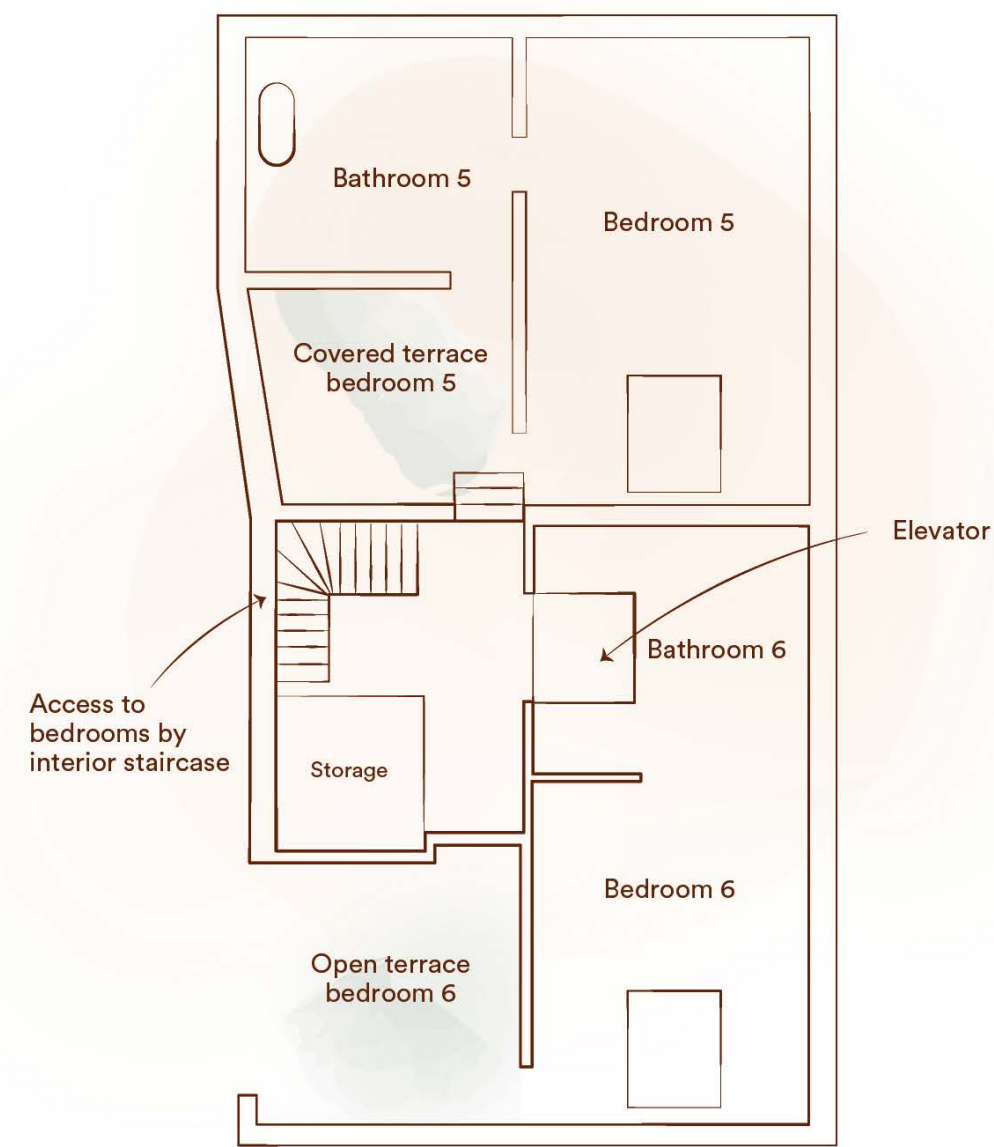 Bathroom 5
Bedroom 5
Covered terrace
bedroom 5
Elevator
Bathroom 6
Access to
bedrooms by
interior staircase
Storage
Bedroom 6
Open terrace
bedroom 6